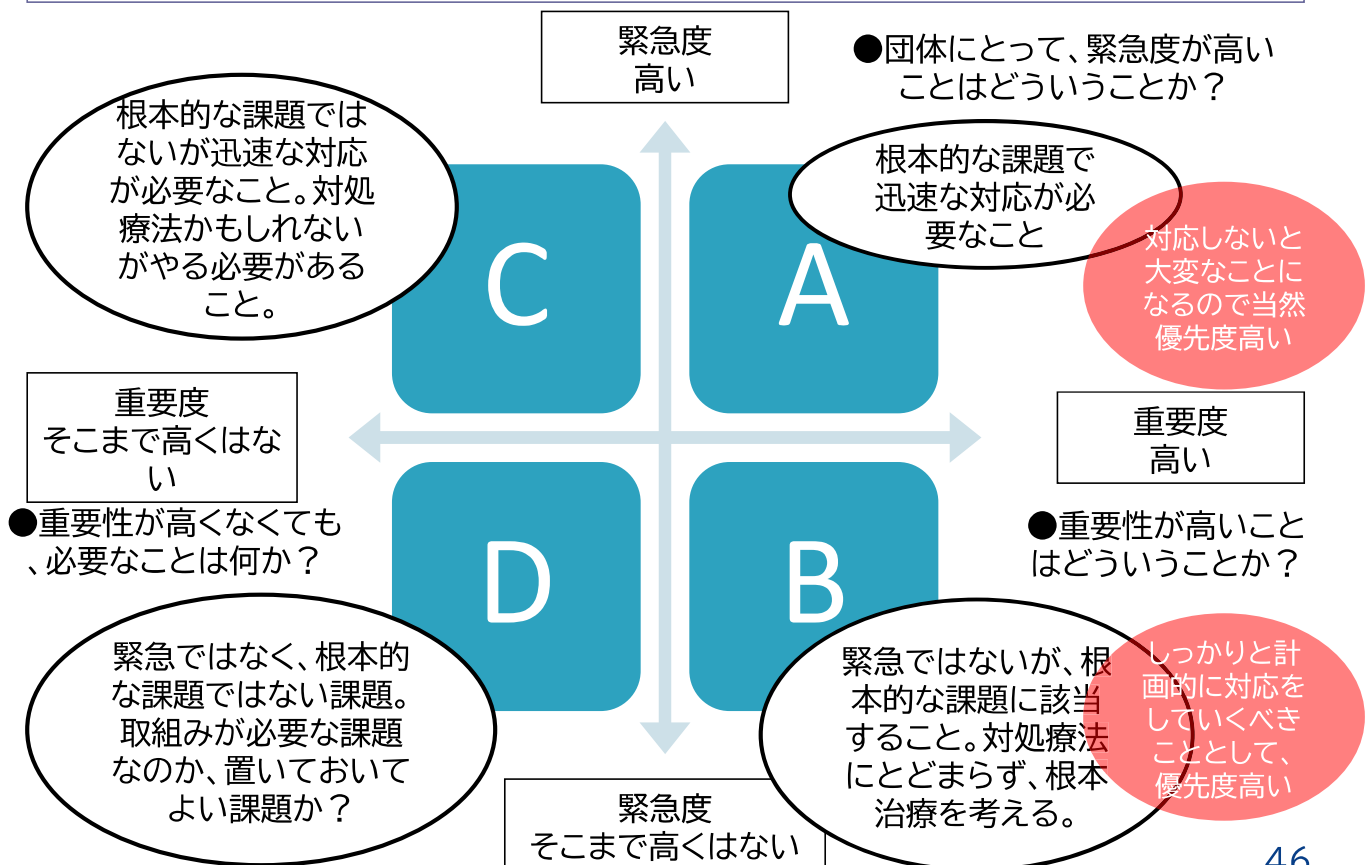 緊急度
高い
●団体にとって、緊急度が高い
ことはどういうことか？
根本的な課題では
ないが迅速な対応
が必要なこと。対処
療法かもしれない
がやる必要がある
こと。
根本的な課題で
迅速な対応が必
要なこと
対応しないと
大変なことに
なるので当然
優先度高い
C
A
重要度
そこまで高くはな
い
重要度
高い
●重要性が高くなくても
、必要なことは何か？
●重要性が高いこと
はどういうことか？
D
B
緊急ではなく、根本的
な課題ではない課題。
取組みが必要な課題
なのか、置いておいて
よい課題か？
緊急ではないが、根
本的な課題に該当
すること。対処療法
にとどまらず、根本
治療を考える。
しっかりと計
画的に対応を
していくべき
こととして、
優先度高い
緊急度
そこまで高くはない
46